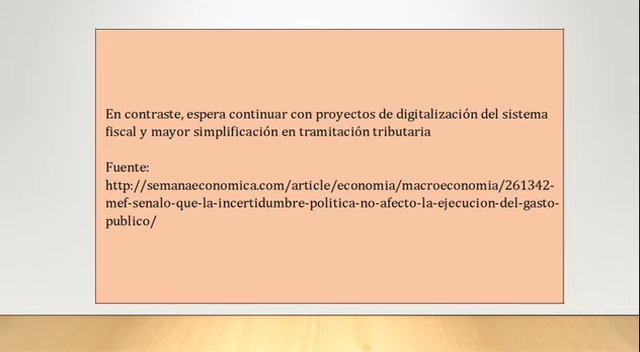 En contraste, espera continuar con proyectos de digitalización del sistema
fiscal y mayor simplificación en tramitación tributaria
Fuente:
http://semanaeconomica.com/article/economia/macroeconomia/261342-
mef-senalo-que-la-incertidumbre-politica-no-afecto-la-ejecucion-del-gasto-
publico/